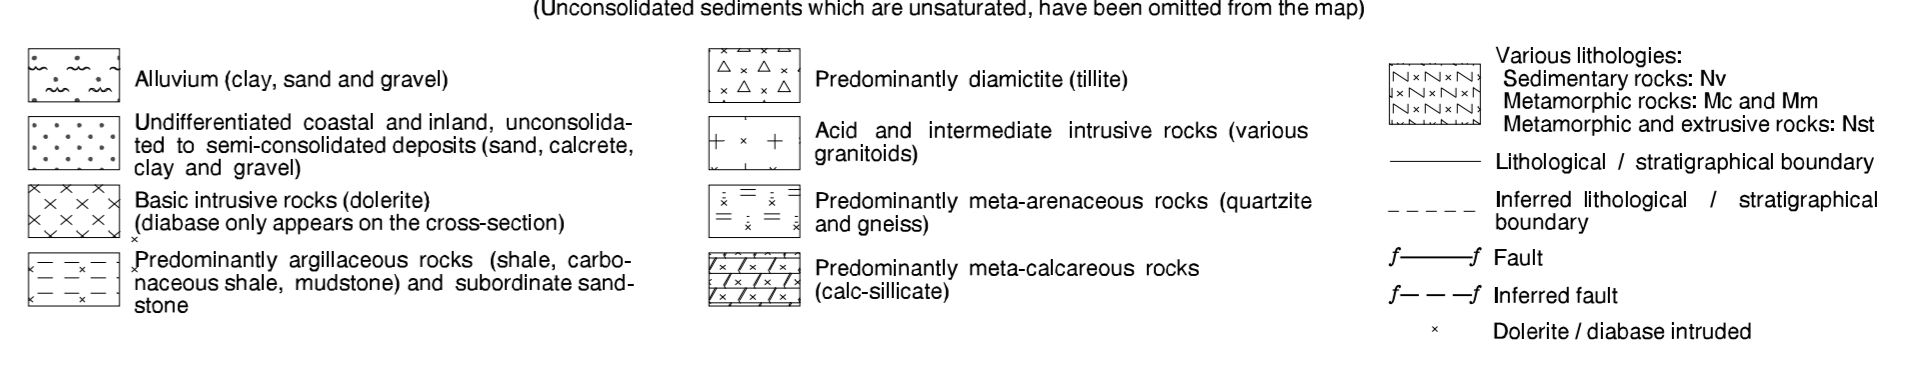 (Unconsolidated sediments which are unsaturated, have been omitted from the map)
Alluvium (clay, sand and gravel)
Undifferentiated coastal and inland, unconsolida-
ted to semi-consolidated deposits (sand, calcrete,
clay and gravel)
Basic intrusive rocks (dolerite)
(diabase only appears on the cross-section)
Predominantly argillaceous rocks (shale, carbo-
naceous shale, mudstone) and subordinate sand-
stone
Predominantly diamictite (tillite)
Acid and intermediate intrusive rocks (various
granitoids)
Predominantly meta-arenaceous rocks (quartzite
and gneiss)
Predominantly meta-calcareous rocks
(calc-sillicate)
Various lithologies:
Sedimentary rocks: Nv
Metamorphic rocks: Mc and Mm
Metamorphic and extrusive rocks: Nst
Lithological / stratigraphical boundary
Inferred lithological / stratigraphical
boundary
f f Fault
f f Inferred fault
Dolerite / diabase intruded